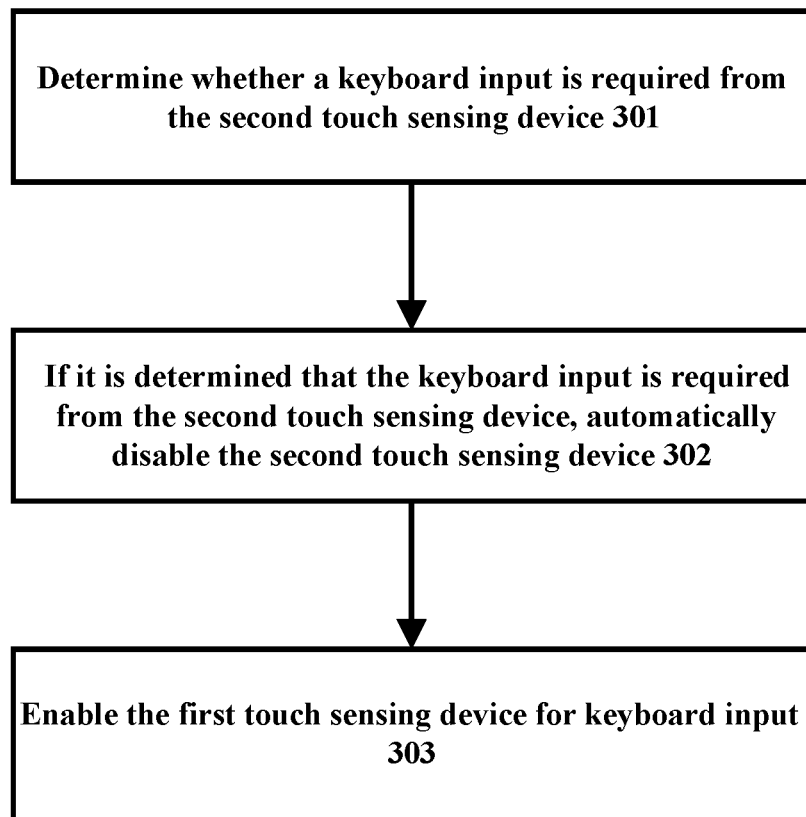 Determine whether a keyboard input is required from
the second touch sensing device 301
If it is determined that the keyboard input is required
from the second touch sensing device, automatically
disable the second touch sensing device 302
Enable the first touch sensing device for keyboard input
303